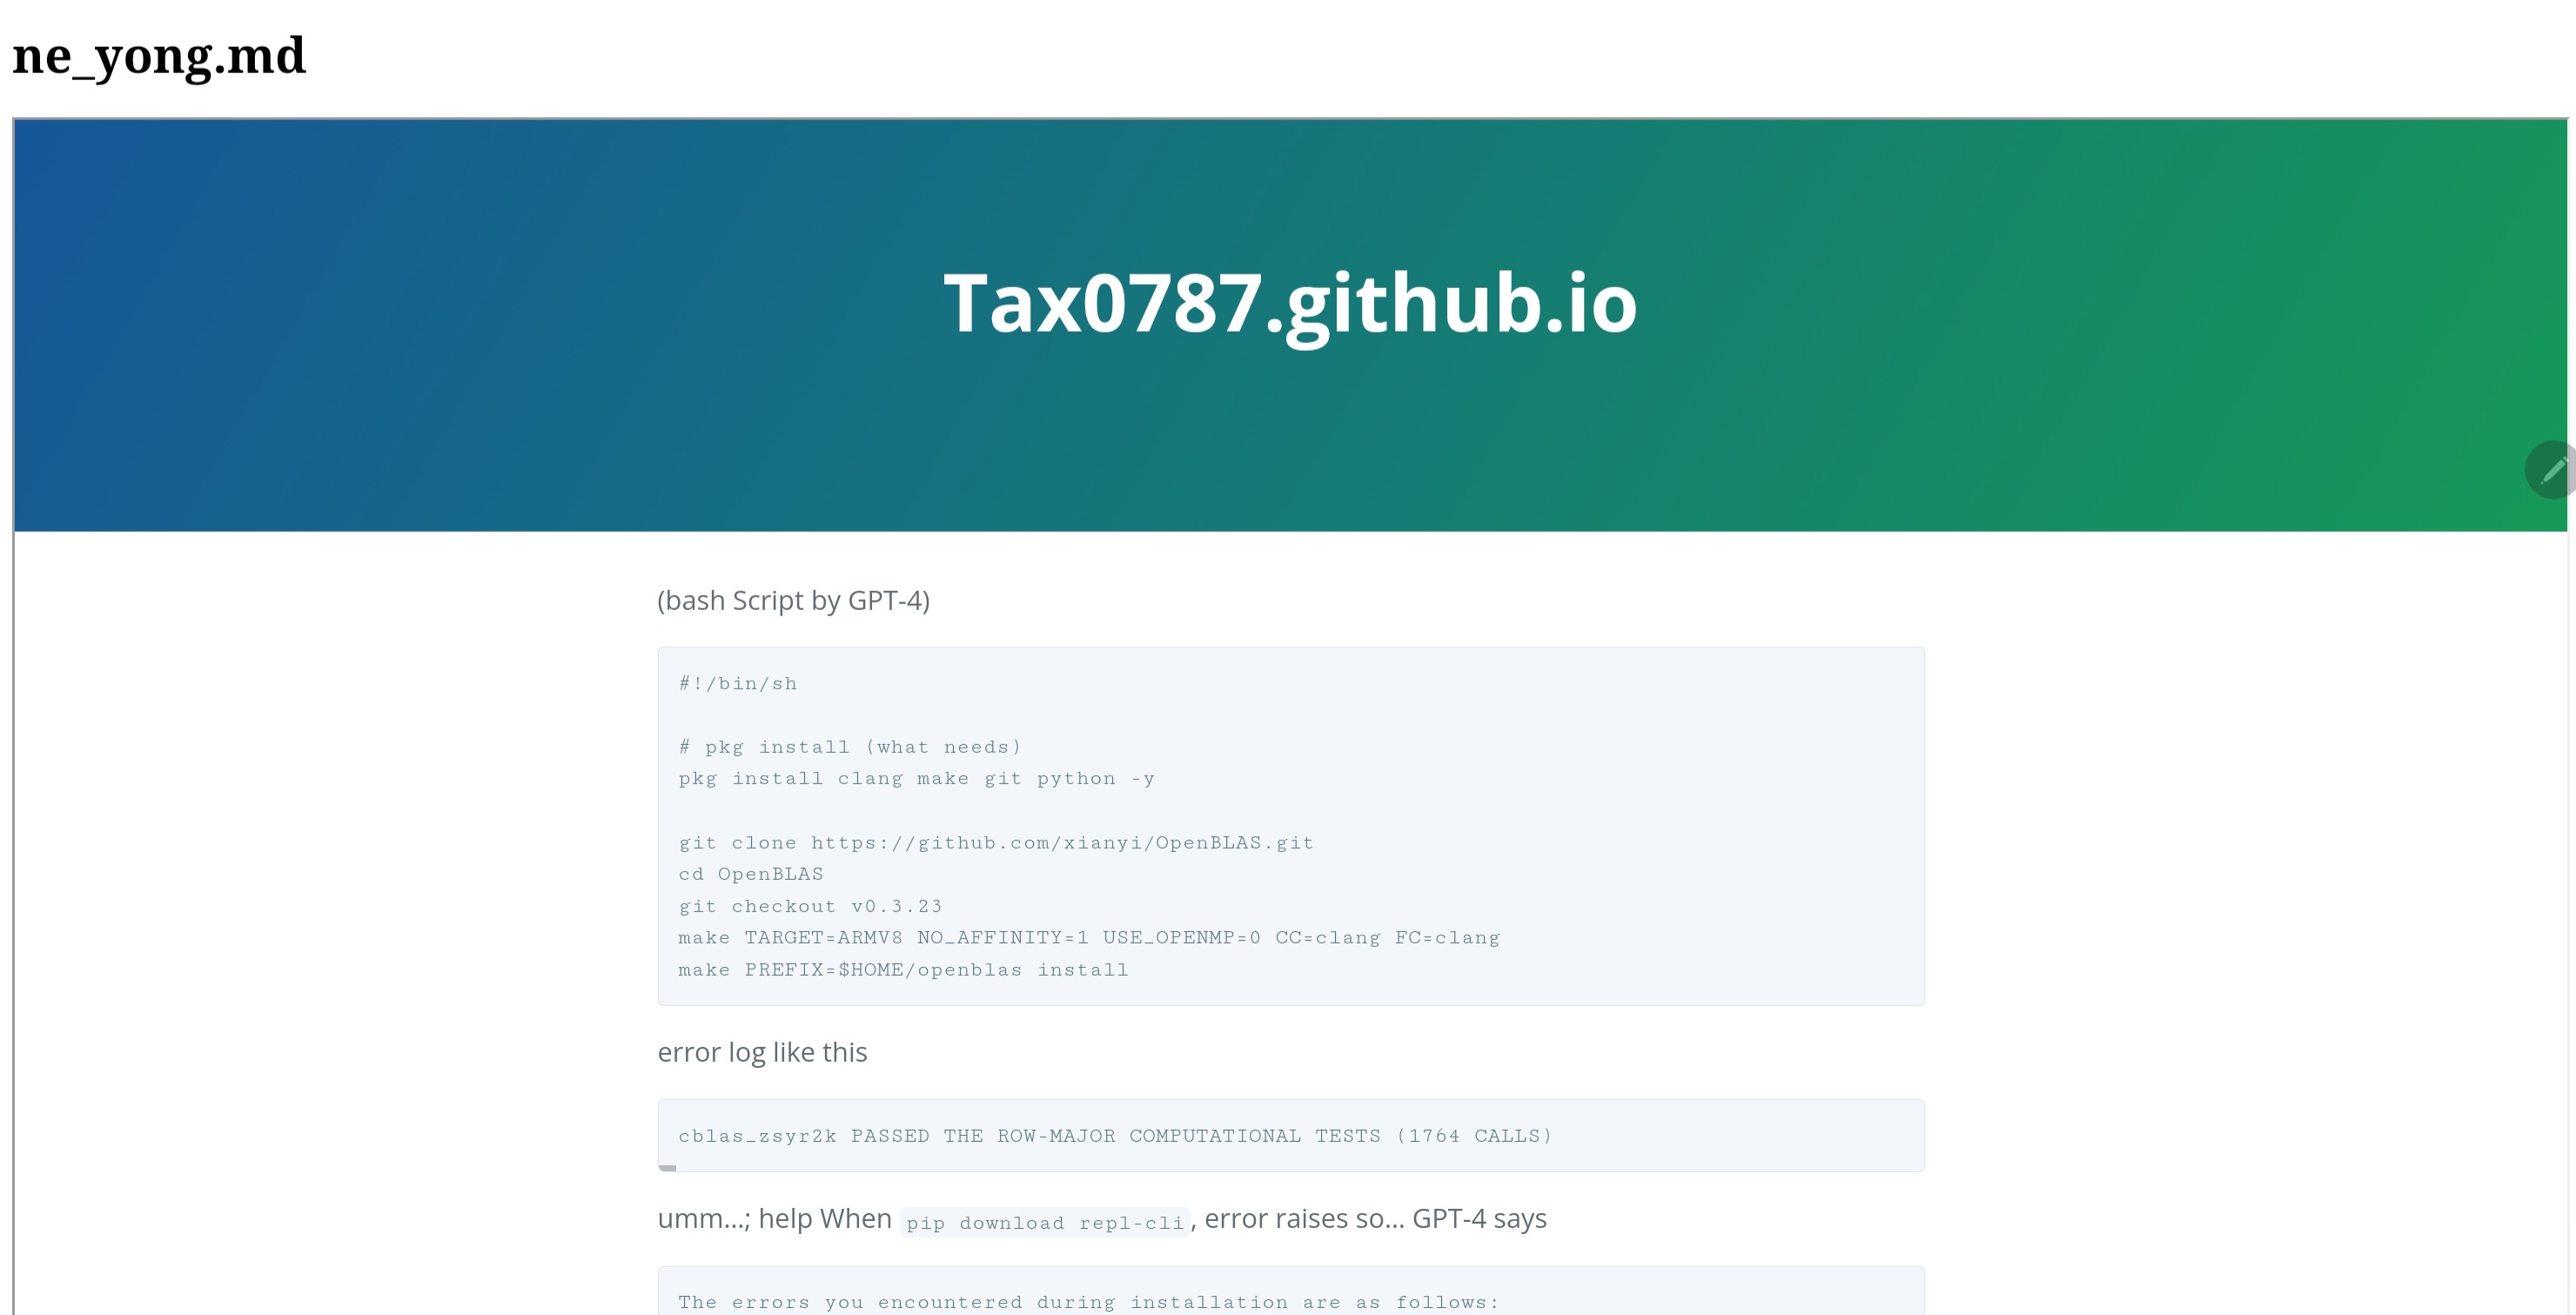 ne_yong.md
Tax0787.github.io
(bash Script by GPT-4)
#!/bin/sh
# pkg install (what needs)
pkg install clang make git python -y
git clone https://github.com/xianyi/OpenBLAS.git
cd OpenBLAS
git checkout v0.3.23
make TARGET=ARMV8 NO_AFFINITY=1 USE_OPENMP=0 CC=clang FC=clang
make PREFIX=$HOME/openblas install
error log like this
cblas_zsyr2k PASSED THE ROW-MAJOR COMPUTATIONAL TESTS (1764 CALLS)
umm...; help When pip download repl-cli, error raises so... GPT-4 says
The errors you encountered during installation are as follows: